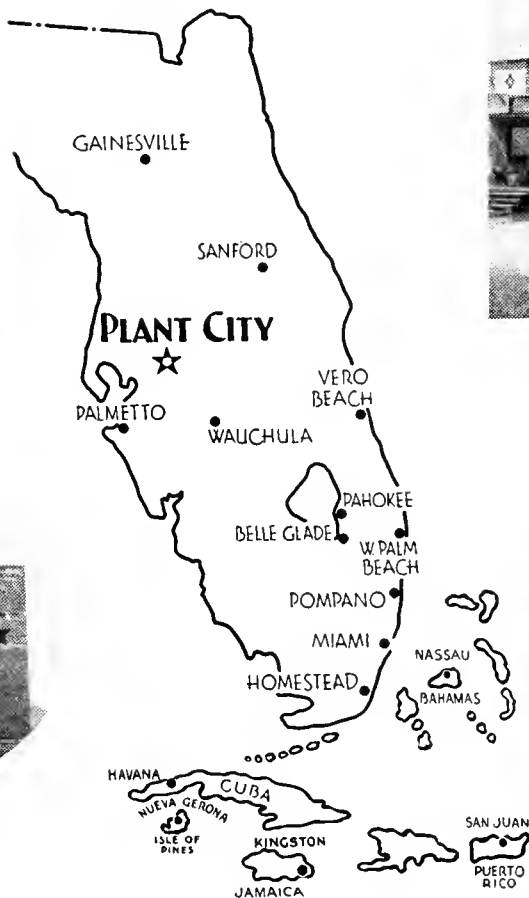 GAINESVILLE
SANFORD
PLANT CITY
VERO
BEACH
PALMETTO
WAUCHULA
PAHOKEE
BELLE GLADE
W. PALM
BEACH
POMPANO
MIAMI
NASSAU
BAHAMAS
HOMESTEAD
HAVANA
CUBA
NUEVA GERONA
ISLE OF
PINES
KINGSTON
JAMAICA
SAN JUAN
PUERTO
RICO